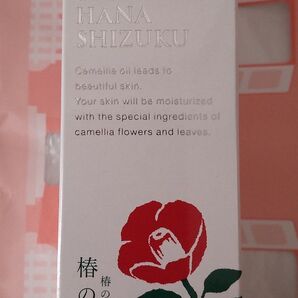 HANA
SHIZUKU
Camellia oil leads to
beautiful skin.
Your skin will be moisturized
with the special ingredients of
camellia flowers and leaves.
椿の
椿の